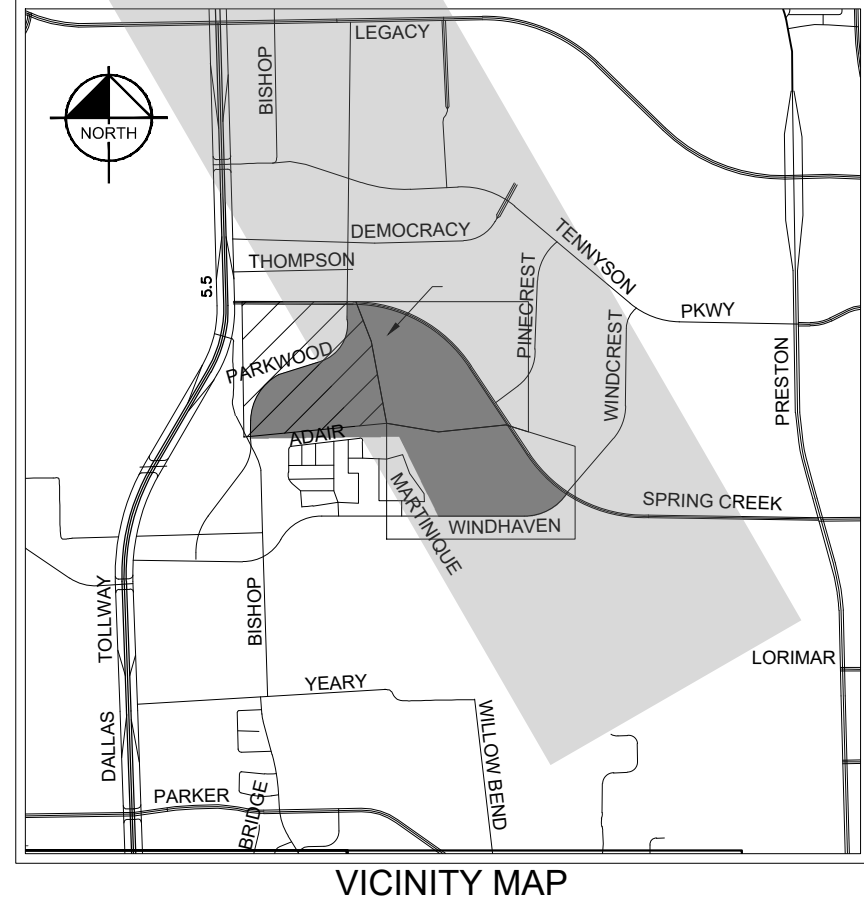 LEGACY
BISHOP
NORTH
DEMOCRACY
TENNYSON
THOMPSON
5.5
PINECREST
PKWY
WINDCREST
PARKWOOD
PRESTON
ADAIR
MARTINIQUE
SPRING CREEK
WINDHAVEN
TOLLWAY
BISHOP
LORIMAR
YEARY
DALLAS
WILLOW BEND
PARKER
BRIDGE
VICINITY MAP